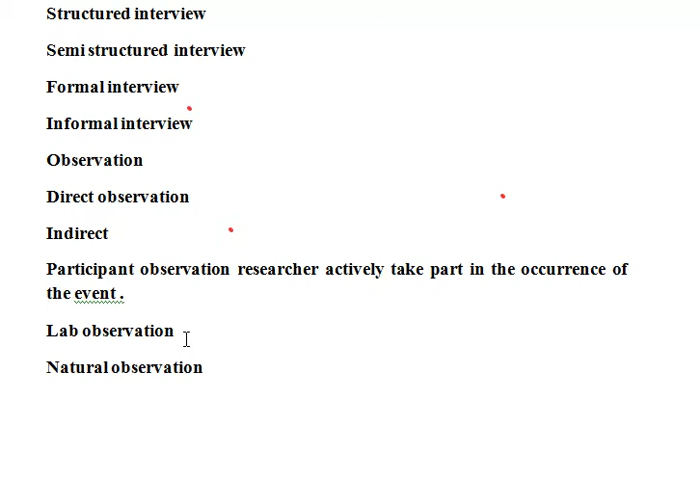 Structured interview
Semi structured interview
Formal interview
Informal interview
Observation
Direct observation
Indirect
Participant observation researcher actively take part in the occurrence of
the event .
Lab observation
Natural observation